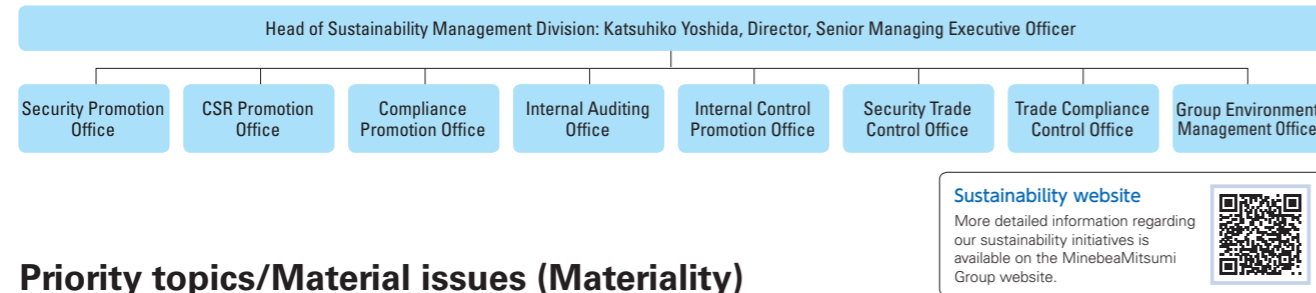 Head of Sustainability Management Division: Katsuhiko Yoshida, Director, Senior Managing Executive Officer
Security Promotion
Office
CSR Promotion
Office
Compliance
Promotion Office
Internal Auditing
Office
Internal Control
Promotion Office
Security Trade
Control Office
Trade Compliance
Control Office
Group Environment
Management Office
Sustainability website
More detailed information regarding
our sustainability initiatives is
available on the MinebeaMitsumi
Group website.
Priority topics/Material issues (Materiality)